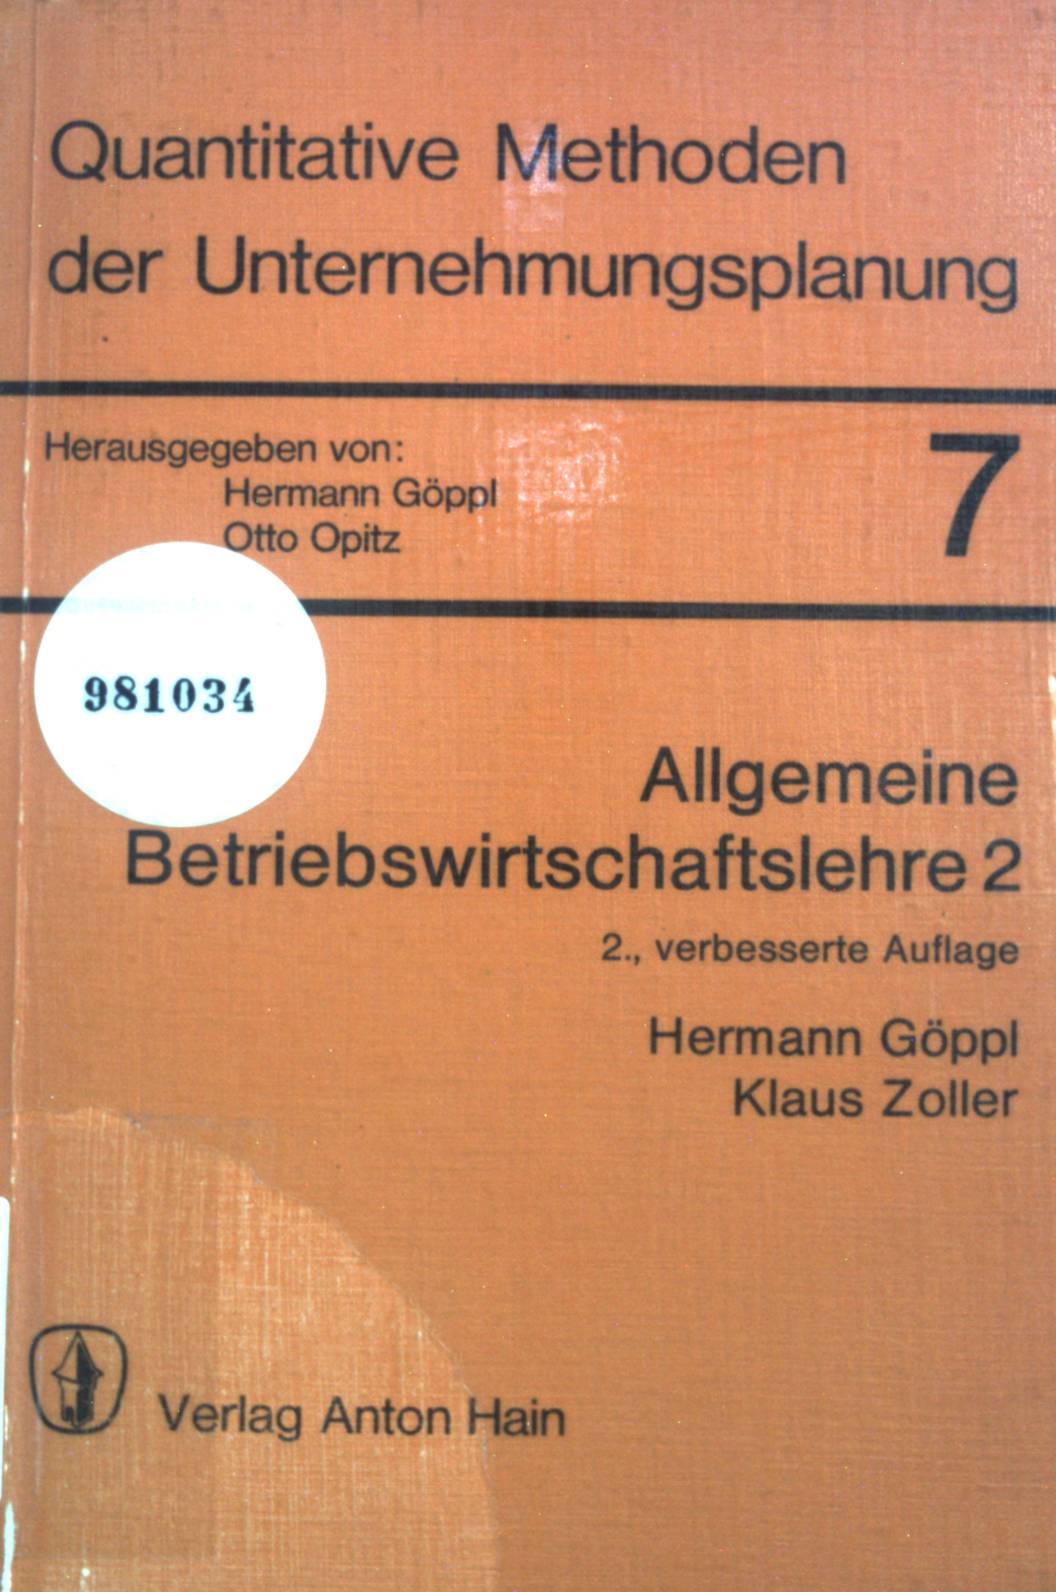 Quantitative Methoden
der Unternehmungsplanung
Herausgegeben von:
Hermann Göppl
Otto Opitz
7
981034
Allgemeine
Betriebswirtschaftslehre 2
2., verbesserte Auflage
Hermann Göppl
Klaus Zoller
Verlag Anton Hain